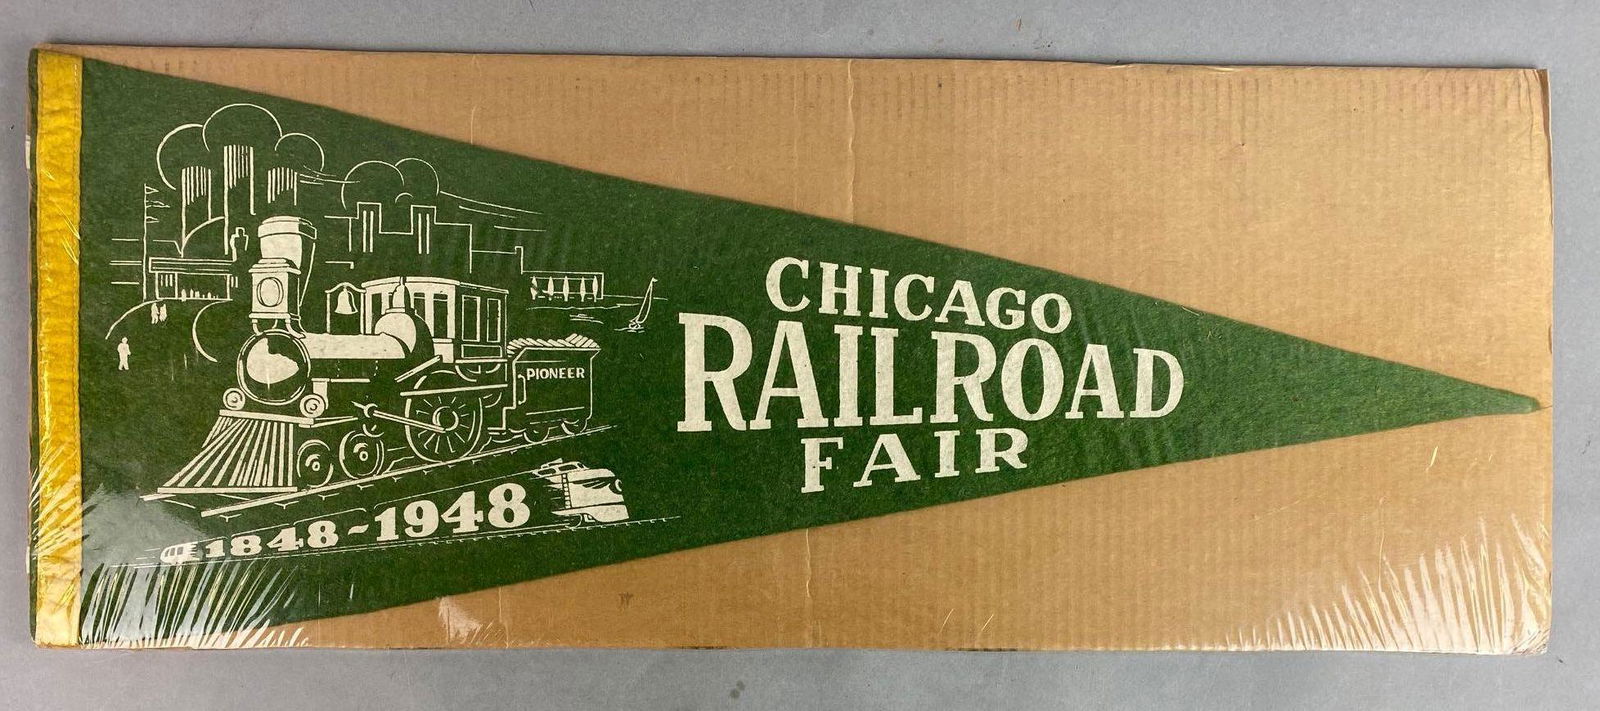 CHICAGO
RAILROAD
FAIR
PIONEER
1848-1948